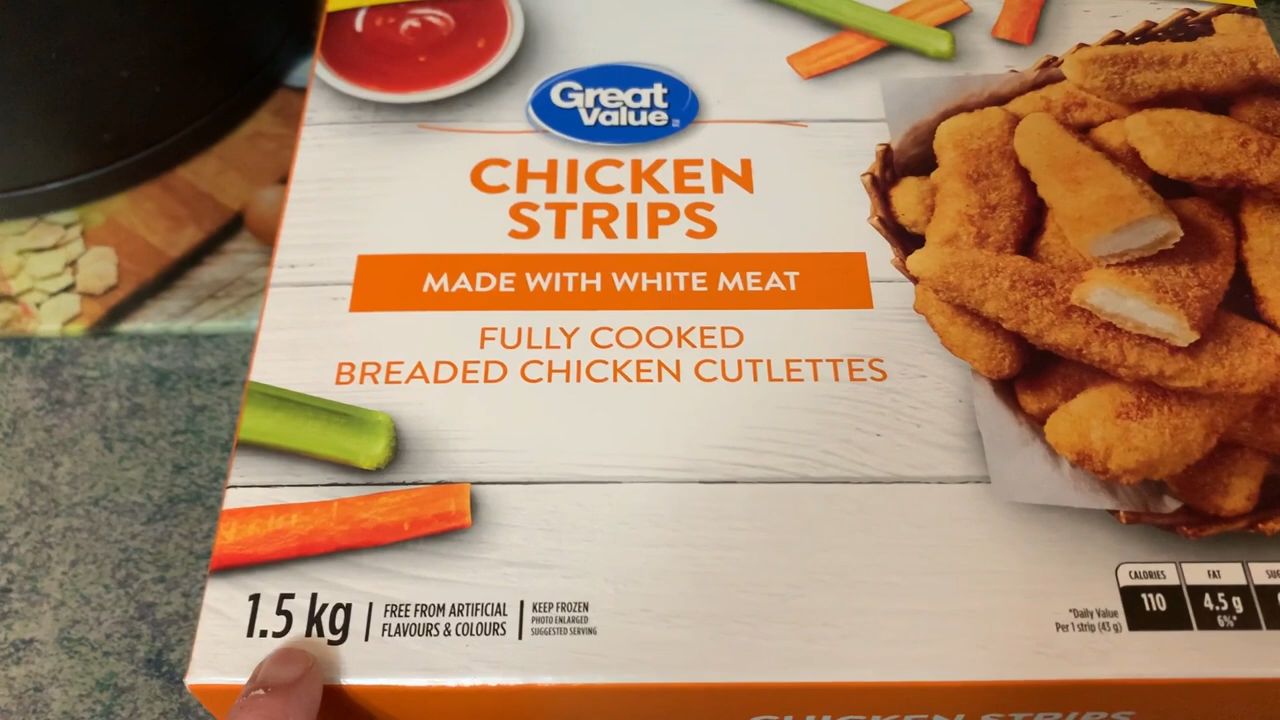 Great
Value
CHICKEN
STRIPS
MADE WITH WHITE MEAT
FULLY COOKED
BREADED CHICKEN CUTLETTES
1.5 kg
FREE FROM ARTIFICIAL
FLAVOURS & COLOURS
KEEP FROZEN
PHOTO ENLARGED
SUGGESTED SERVING
*Daily Value
Per 1 strip (43 g)
CALORIES
110
FAT
4.5 g
6%*
CHICKEN STRIPS